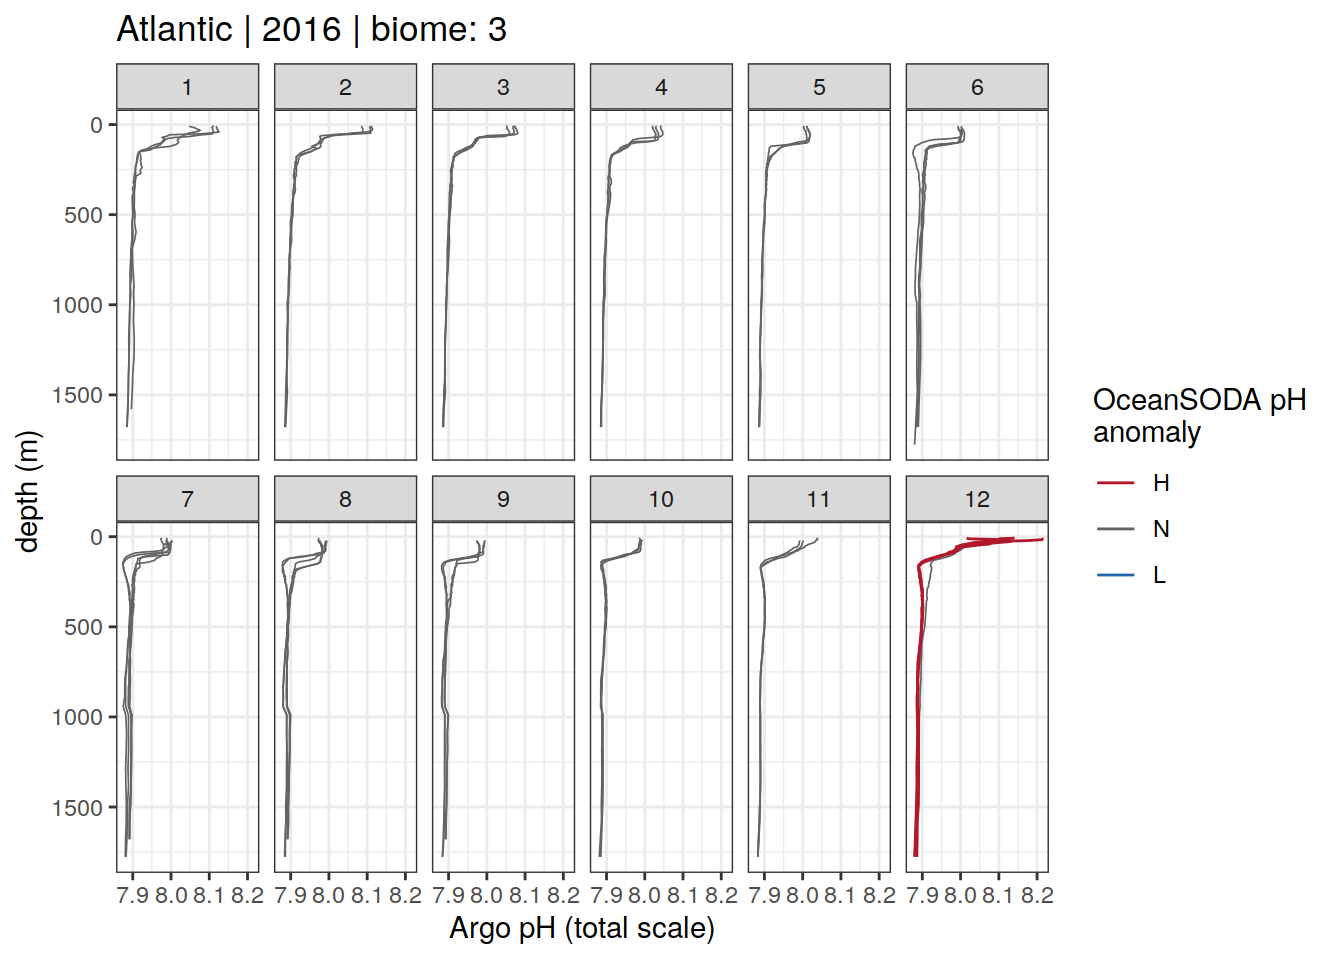 Atlantic | 2016 | biome: 3
1 2 3 4 5 6
0
500
1000
1500
7 8 9 10 11 12
0
500
1000
1500
7.9 8.0 8.1 8.2 7.9 8.0 8.1 8.2 7.9 8.0 8.1 8.2 7.9 8.0 8.1 8.2 7.9 8.0 8.1 8.2 7.9 8.0 8.1 8.2
Argo pH (total scale)
depth (m)
OceanSODA pH
anomaly
H
N
L